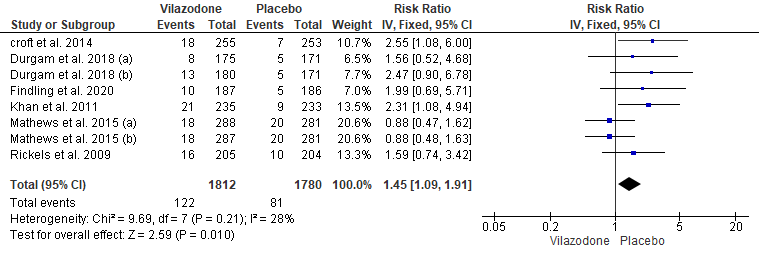 Vilazodone Placebo Risk Ratio Risk Ratio
Study or Subgroup Events Total Events Total Weight IV, Fixed, 95% CI IV, Fixed, 95% CI
croft et al. 2014 18 255 7 253 10.7% 2.55 [1.08, 6.00]
Durgam et al. 2018 (a) 8 175 5 171 6.6% 1.56 [0.52, 4.68]
Durgam et al. 2018 (b) 13 180 5 171 7.8% 2.47 [0.90, 6.78]
Findling et al. 2020 10 187 5 186 7.0% 1.99 [0.69, 5.71]
Khan et al. 2011 21 235 9 233 13.5% 2.31 [1.08, 4.94]
Mathews et al. 2015 (a) 18 288 20 281 20.6% 0.88 [0.47, 1.62]
Mathews et al. 2015 (b) 18 287 20 281 20.6% 0.88 [0.48, 1.63]
Rickels et al. 2009 16 205 10 204 13.3% 1.59 [0.74, 3.42]
Total (95% CI) 1812 1780 100.0% 1.45 [1.09, 1.91]
Total events 122 81
Heterogeneity: Chi² = 9.69, df = 7 (P = 0.21); I² = 28%
Test for overall effect: Z = 2.59 (P = 0.010)
0.05 0.2 1 5 20
Vilazodone Placebo